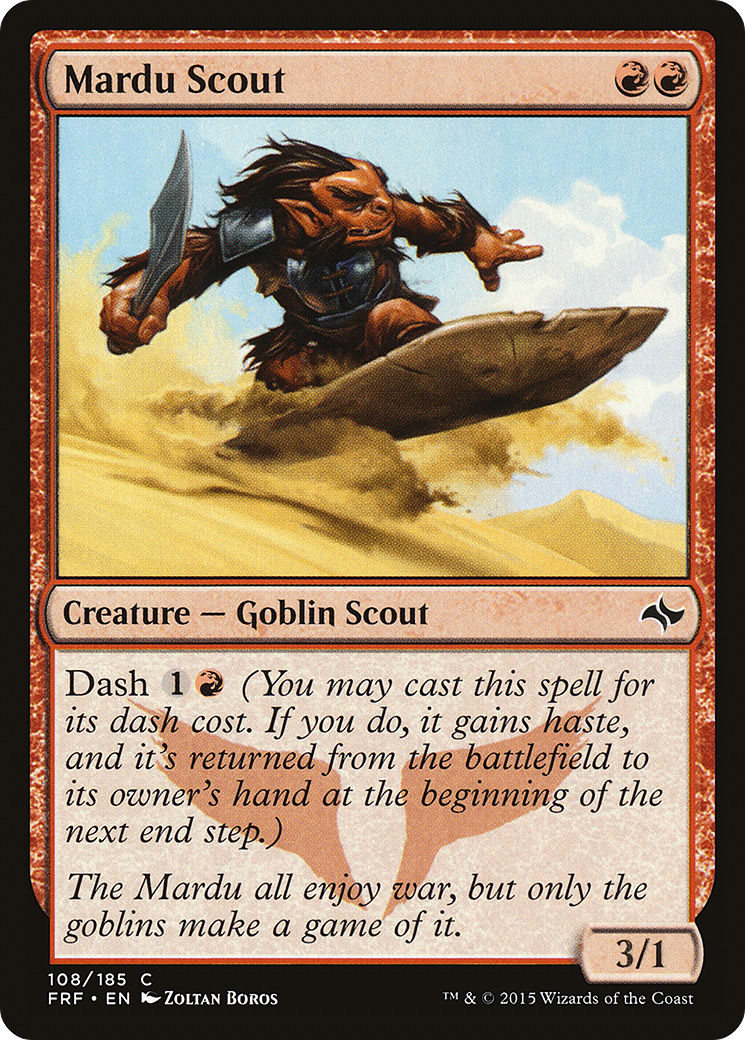 Mardu Scout
Creature — Goblin Scout
Dash 1 (You may cast this spell for
its dash cost. If you do, it gains haste,
and it's returned from the battlefield to
its owner's hand at the beginning of the
next end step.)
The Mardu all enjoy war, but only the
goblins make a game of it.
3/1
108/185 C
FRF • EN Zoltan Boros
™ & © 2015 Wizards of the Coast